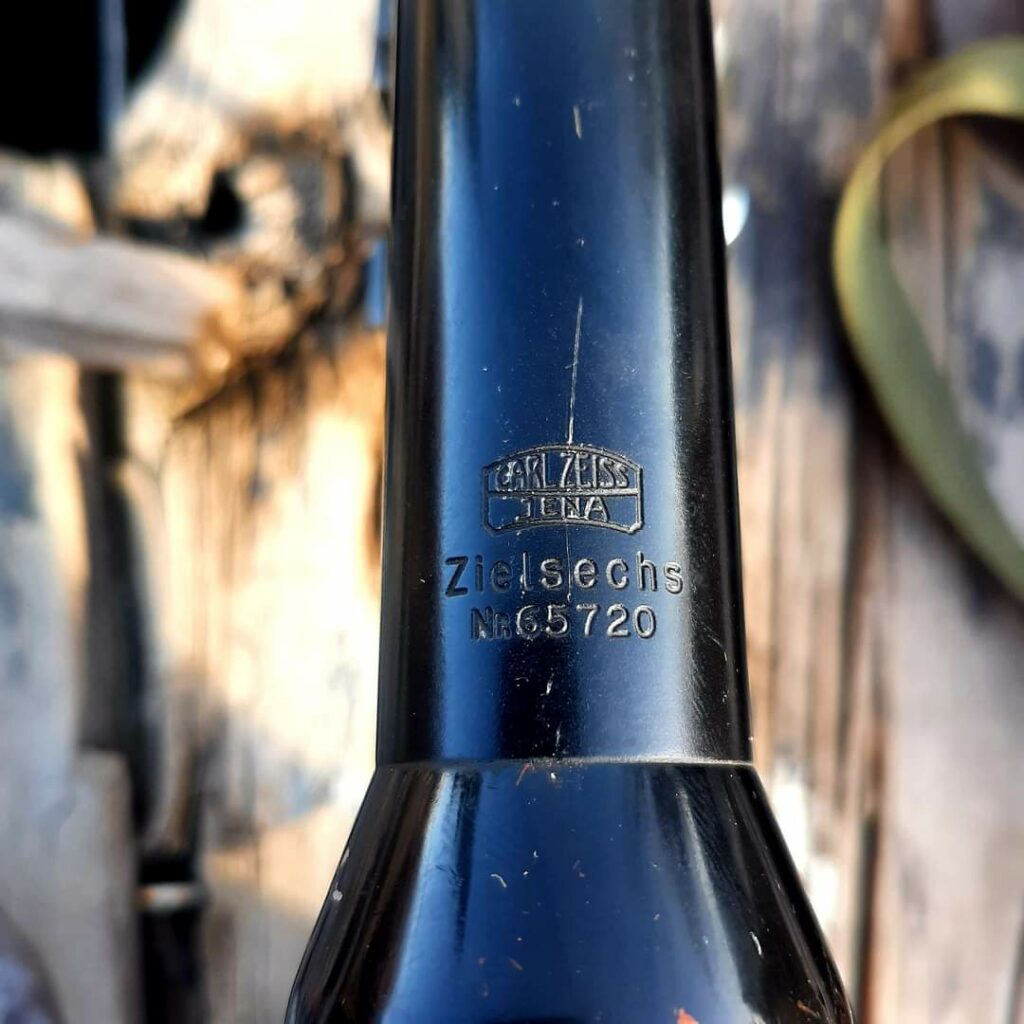 CARL ZEISS
JENA
Zielsechs
Nr 65720